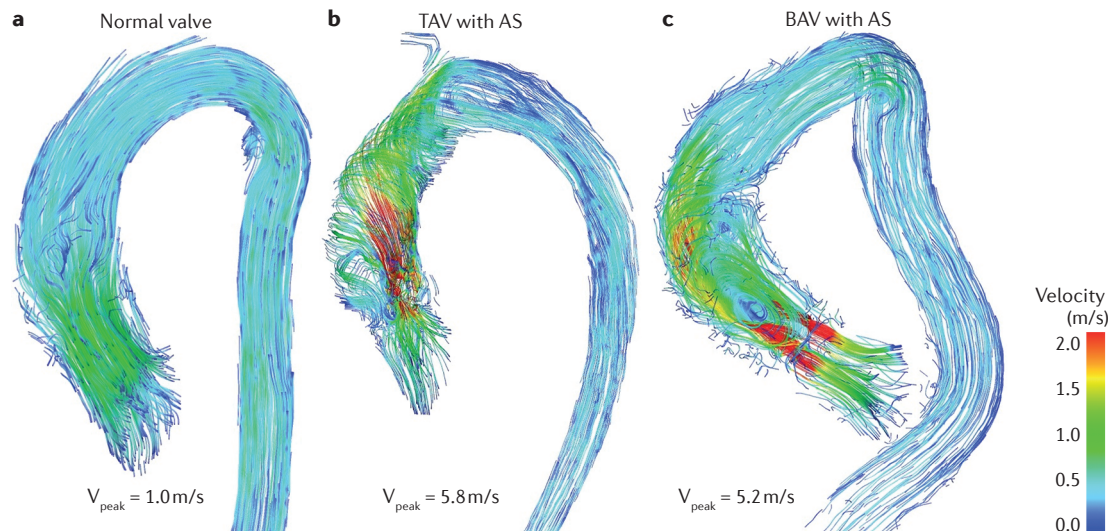 a Normal valve
b TAV with AS
c BAV with AS
Velocity
(m/s)
2.0
1.5
1.0
0.5
0.0
Vpeak = 1.0 m/s
Vpeak = 5.8 m/s
Vpeak = 5.2 m/s